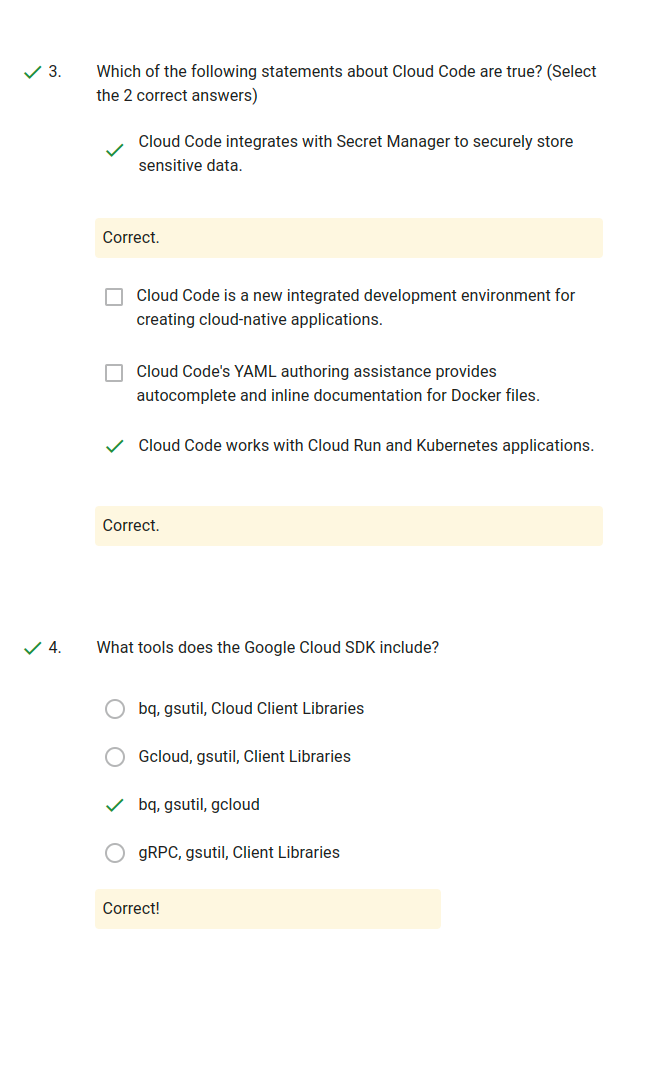 3. Which of the following statements about Cloud Code are true? (Select
the 2 correct answers)
Cloud Code integrates with Secret Manager to securely store
sensitive data.
Correct.
Cloud Code is a new integrated development environment for
creating cloud-native applications.
Cloud Code's YAML authoring assistance provides
autocomplete and inline documentation for Docker files.
Cloud Code works with Cloud Run and Kubernetes applications.
Correct.
4. What tools does the Google Cloud SDK include?
bq, gsutil, Cloud Client Libraries
Gcloud, gsutil, Client Libraries
bq, gsutil, gcloud
gRPC, gsutil, Client Libraries
Correct!